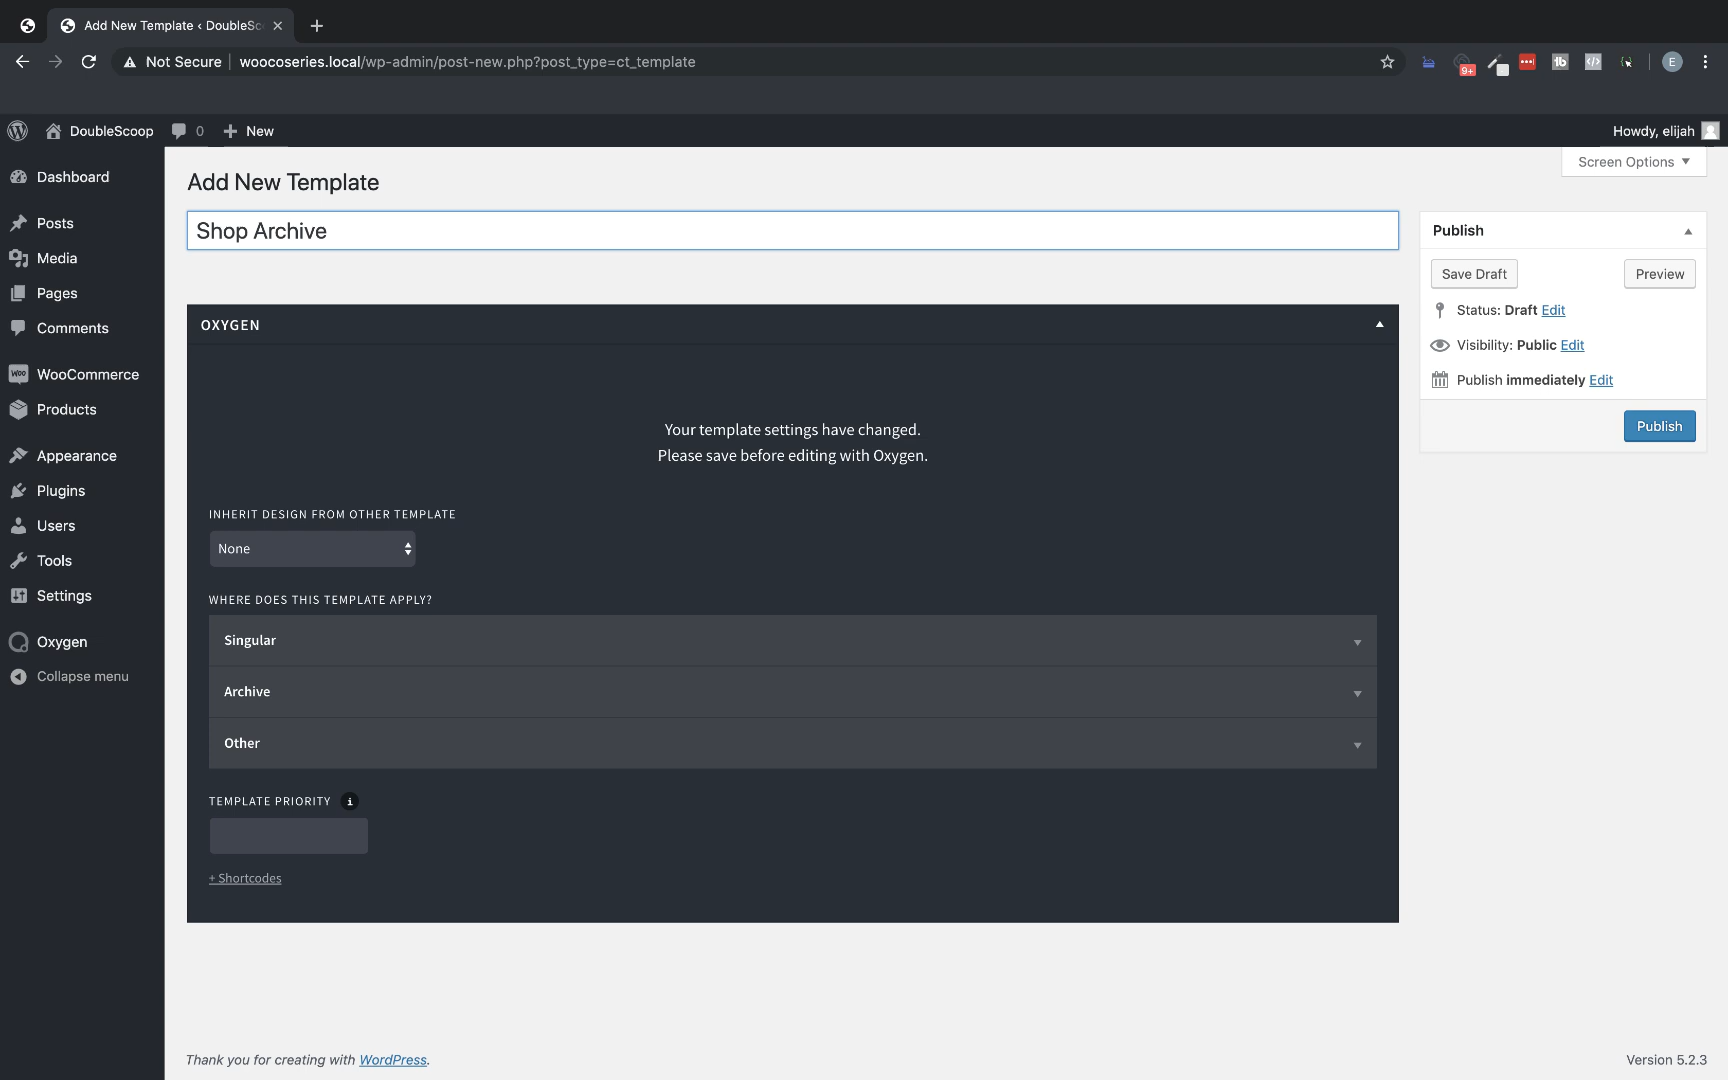 Add New Template ‹ DoubleSc
Not Secure
woocoseries.local/wp-admin/post-new.php?post_type=ct_template
9+
tb
</>
E
DoubleScoop
0
+ New
Howdy, elijah
Screen Options
Dashboard
Posts
Media
Pages
Comments
Woo WooCommerce
Products
Appearance
Plugins
Users
Tools
Settings
Oxygen
Collapse menu
Add New Template
Shop Archive
OXYGEN
Your template settings have changed.
Please save before editing with Oxygen.
INHERIT DESIGN FROM OTHER TEMPLATE
None
WHERE DOES THIS TEMPLATE APPLY?
Singular
Archive
Other
TEMPLATE PRIORITY i
+ Shortcodes
Publish
Save Draft
Preview
Status: Draft Edit
Visibility: Public Edit
Publish immediately Edit
Publish
Thank you for creating with WordPress.
Version 5.2.3